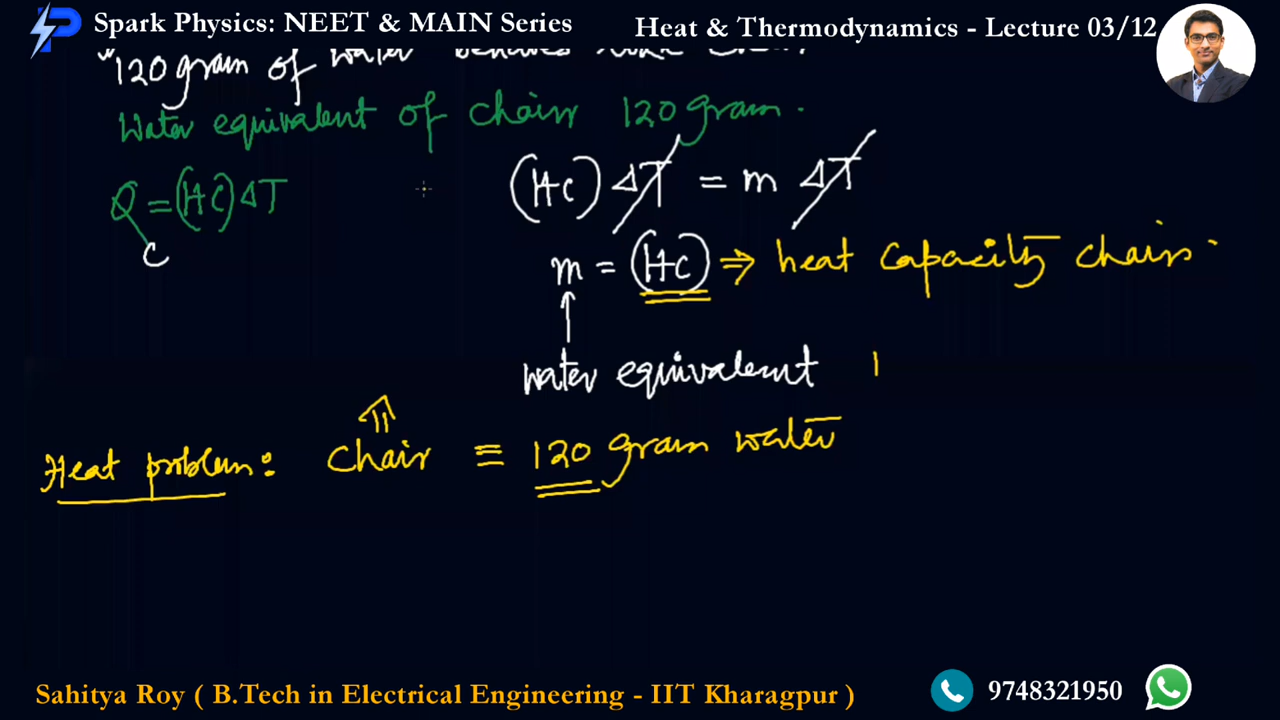 Spark Physics: NEET & MAIN Series
Heat & Thermodynamics - Lecture 03/12
"120 gram of water behaves
Water equivalent of chair 120 gram.
Q = (HC) ΔT
C
(HC) ΔT = m ΔT
m = (HC) ⇒ heat capacity chair.
water equivalent
Heat problem: chair ≡ 120 gram water
Sahitya Roy ( B.Tech in Electrical Engineering - IIT Kharagpur )
9748321950